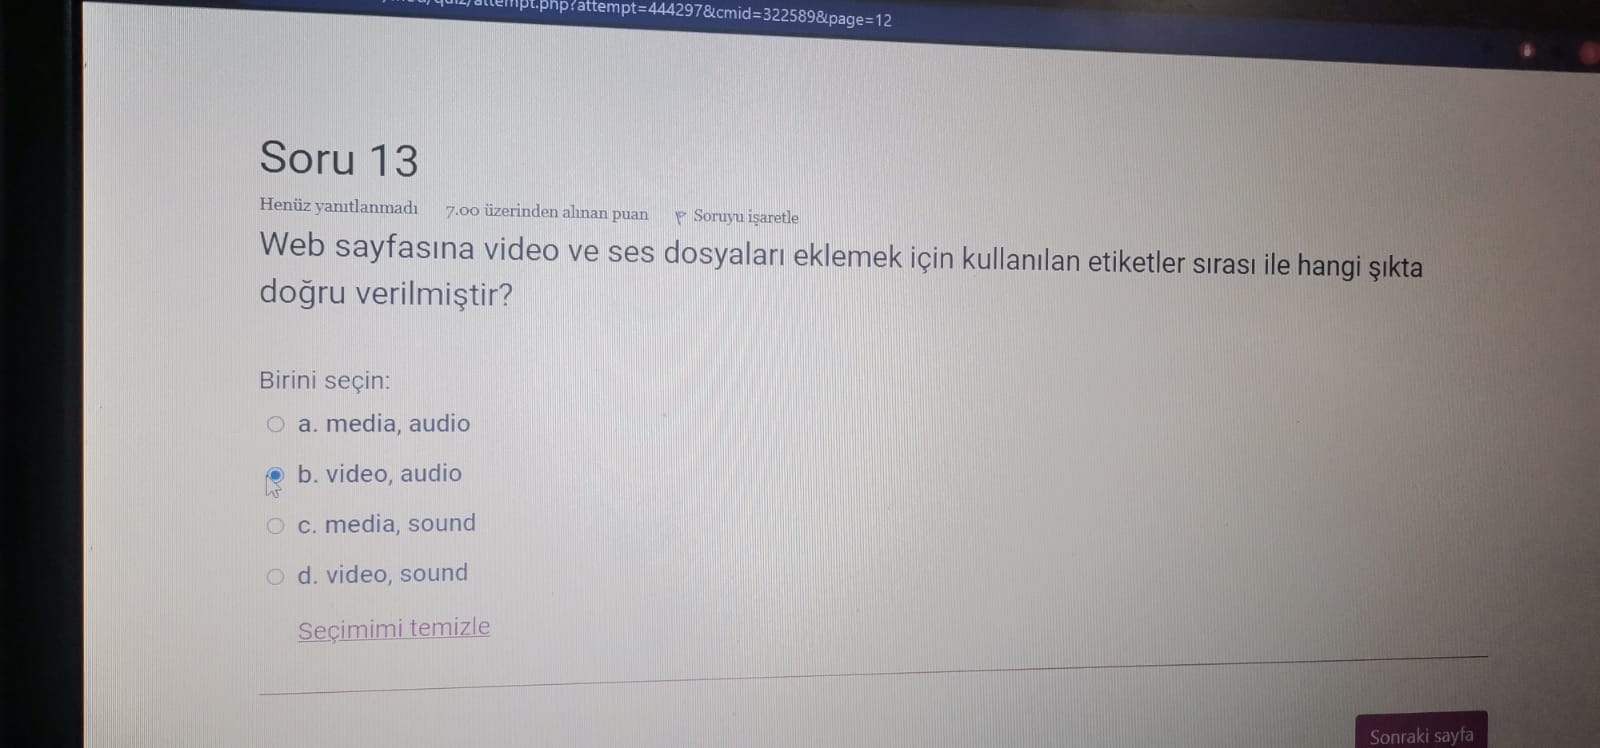 attempt.php?attempt=444297&cmid=322589&page=12
Soru 13
Henüz yanıtlanmadı 7.00 üzerinden alınan puan Soruyu işaretle
Web sayfasına video ve ses dosyaları eklemek için kullanılan etiketler sırası ile hangi şıkta
doğru verilmiştir?
Birini seçin:
a. media, audio
b. video, audio
c. media, sound
d. video, sound
Seçimimi temizle
Sonraki sayfa